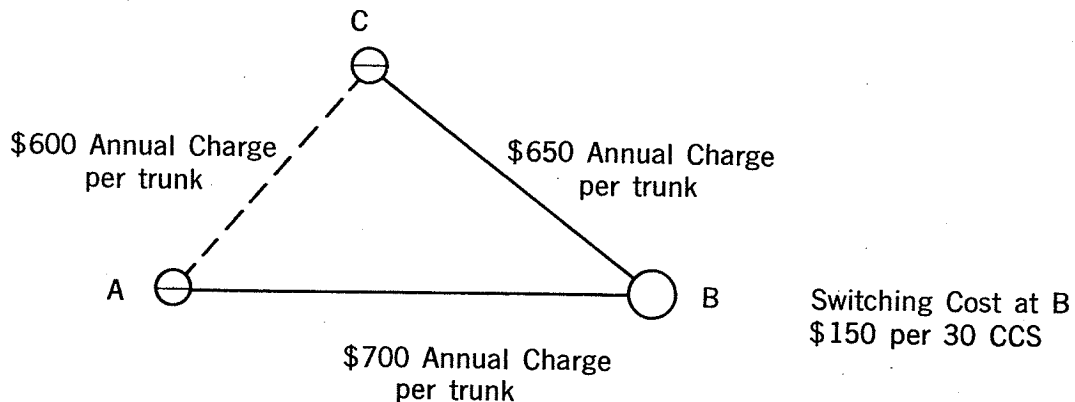 C
$600 Annual Charge
per trunk
$650 Annual Charge
per trunk
A
B
Switching Cost at B
$150 per 30 CCS
$700 Annual Charge
per trunk